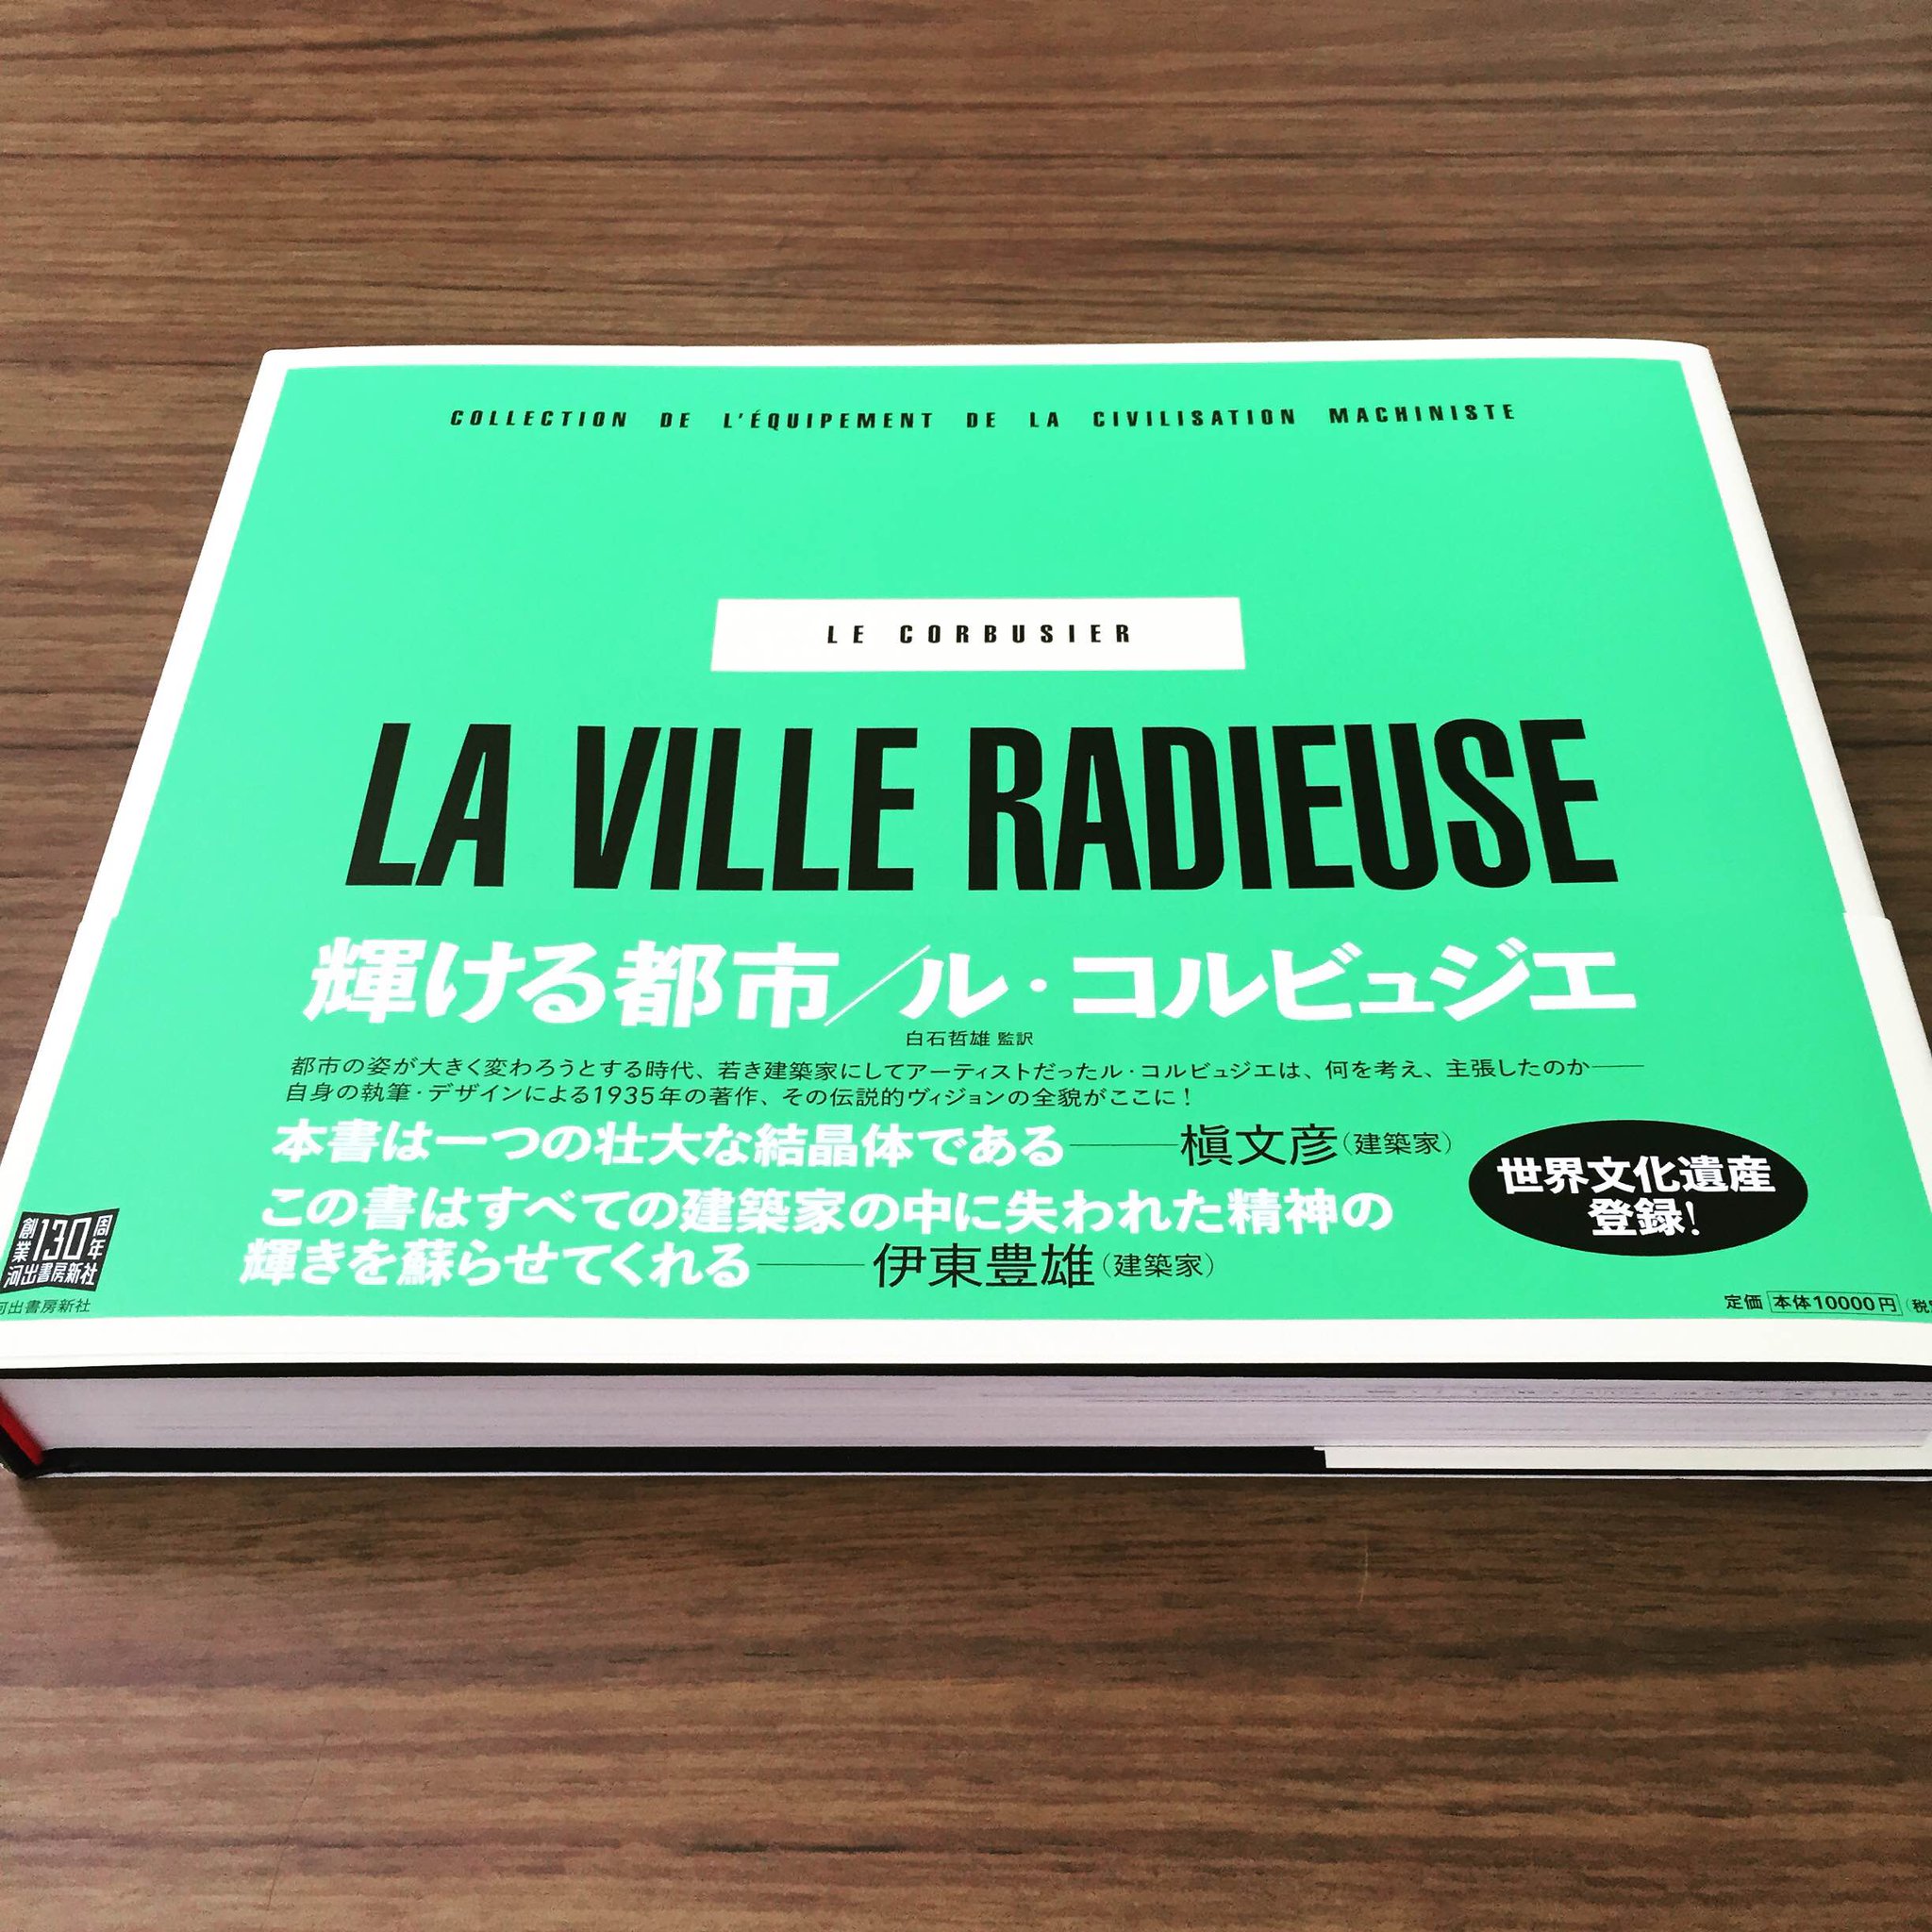 COLLECTION DE L'ÉQUIPEMENT DE LA CIVILISATION MACHINISTE
LE CORBUSIER
LA VILLE RADIEUSE
輝ける都市／ル・コルビュジエ
白石哲雄 監訳
都市の姿が大きく変わろうとする時代、若き建築家にしてアーティストだったル・コルビュジエは、何を考え、主張したのか——
自身の執筆・デザインによる1935年の著作、その伝説的ヴィジョンの全貌がここに！
本書は一つの壮大な結晶体である——槇文彦（建築家）
この書はすべての建築家の中に失われた精神の
輝きを蘇らせてくれる——伊東豊雄（建築家）
世界文化遺産
登録！
創業130周年
河出書房新社
河出書房新社
定価 本体10000円（税